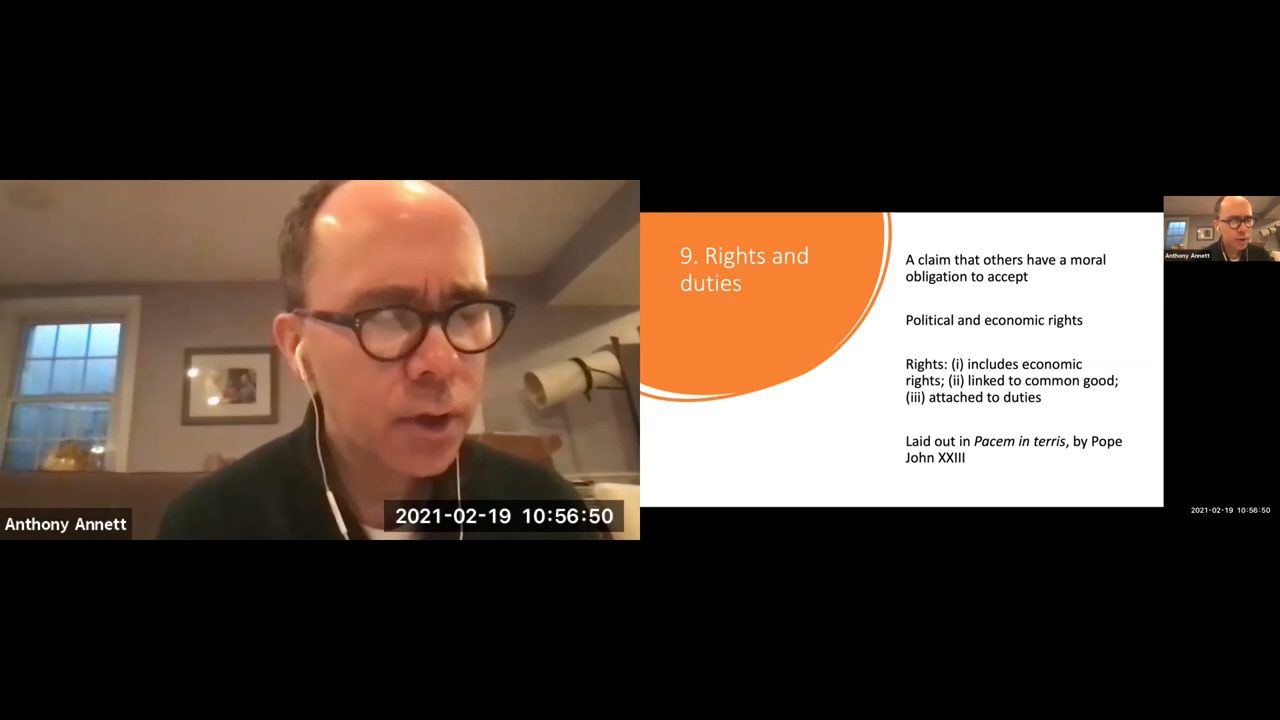 Anthony Annett
2021-02-19 10:56:50
9. Rights and
duties
A claim that others have a moral
obligation to accept
Political and economic rights
Rights: (i) includes economic
rights; (ii) linked to common good;
(iii) attached to duties
Laid out in Pacem in terris, by Pope
John XXIII
Anthony Annett
2021-02-19 10:56:50